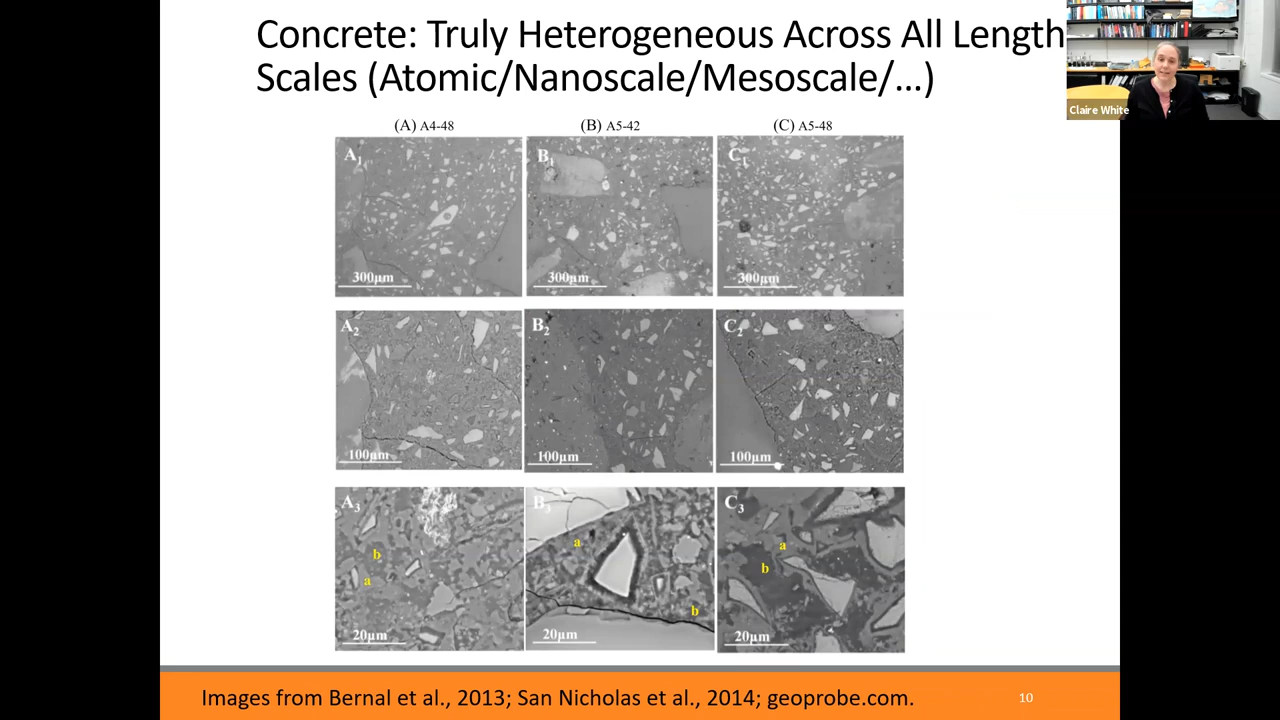 Concrete: Truly Heterogeneous Across All Length
Scales (Atomic/Nanoscale/Mesoscale/…)
Claire White
(A) A4-48
(B) A5-42
(C) A5-48
A1
B1
C1
300µm
300µm
300µm
A2
B2
C2
100µm
100µm
100µm
A3
B3
C3
b
a
a
b
a
b
20µm
20µm
20µm
Images from Bernal et al., 2013; San Nicholas et al., 2014; geoprobe.com.
10